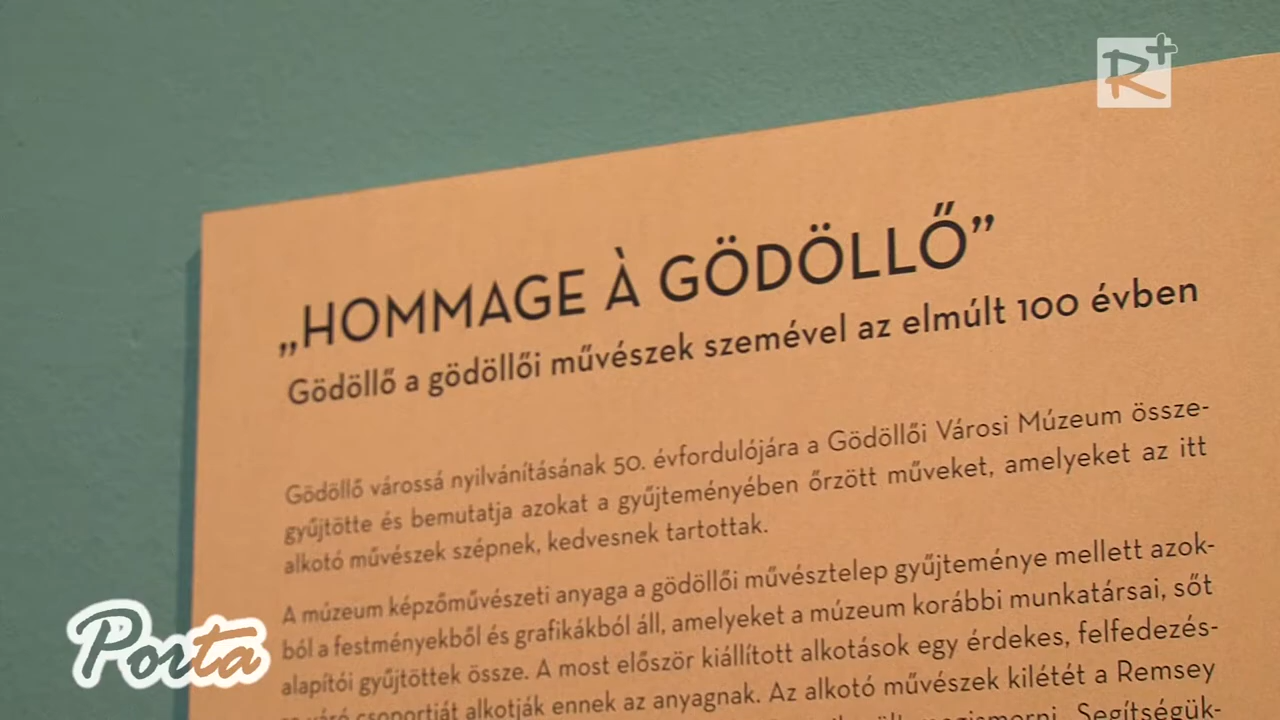 R+
„HOMMAGE À GÖDÖLLŐ”
Gödöllő a gödöllői művészek szemével az elmúlt 100 évben
Gödöllő várossá nyilvánításának 50. évfordulójára a Gödöllői Városi Múzeum össze-
gyűjtötte és bemutatja azokat a gyűjteményében őrzött műveket, amelyeket az itt
alkotó művészek szépnek, kedvesnek tartottak.
A múzeum képzőművészeti anyaga a gödöllői művésztelep gyűjteménye mellett azok-
ból a festményekből és grafikákból áll, amelyeket a múzeum korábbi munkatársai, sőt
alapítói gyűjtöttek össze. A most először kiállított alkotások egy érdekes, felfedezés-
váró csoportját alkotják ennek az anyagnak. Az alkotó művészek kilétét a Remsey
Segítségük-
Porta